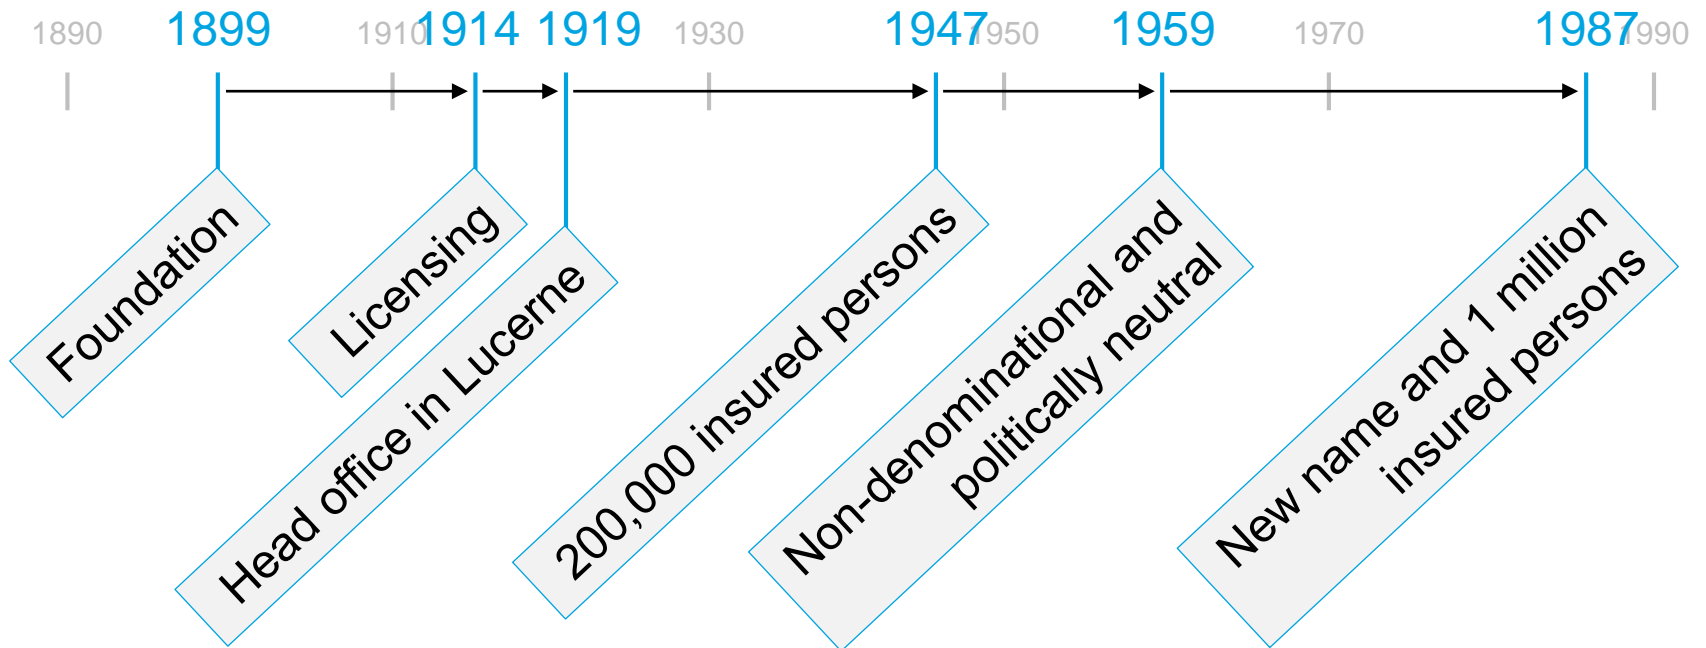 1890
1899
1910
1914
1919
1930
1947
1950
1959
1970
1987
1990
Foundation
Licensing
Head office in Lucerne
200,000 insured persons
Non-denominational and
politically neutral
New name and 1 million
insured persons